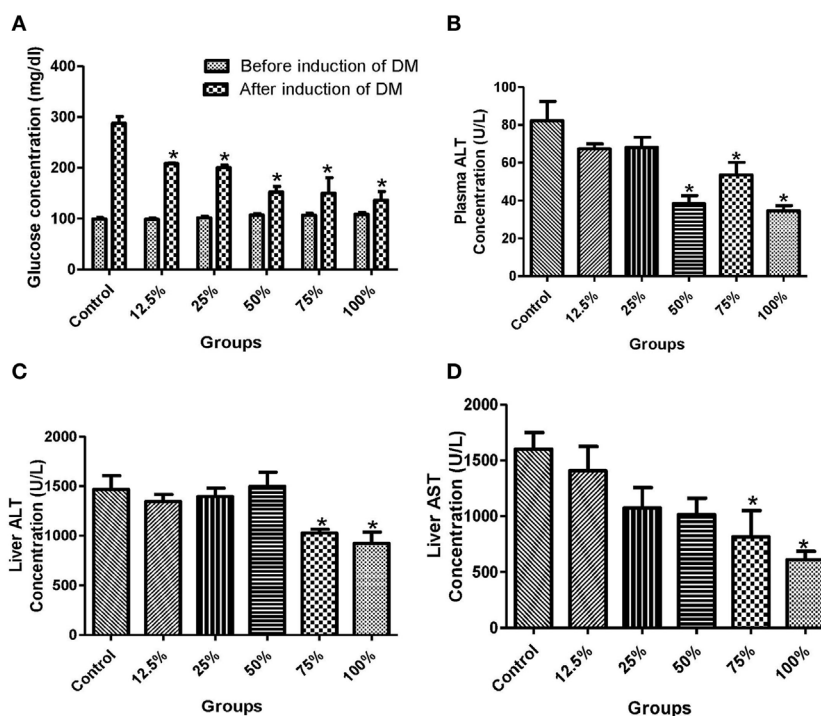 A
Glucose concentration (mg/dl)
400
300
200
100
0
Before induction of DM
After induction of DM
*
*
*
*
*
Control
12.5%
25%
50%
75%
100%
Groups
B
Plasma ALT
Concentration (U/L)
100
80
60
40
20
0
*
*
*
Control
12.5%
25%
50%
75%
100%
Groups
C
Liver ALT
Concentration (U/L)
2000
1500
1000
500
0
*
*
Control
12.5%
25%
50%
75%
100%
Groups
D
Liver AST
Concentration (U/L)
2000
1500
1000
500
0
*
*
Control
12.5%
25%
50%
75%
100%
Groups